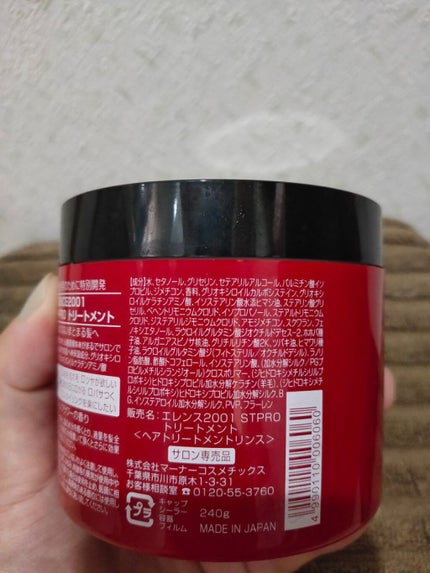 ために特別開発
2001
PRO トリートメント
まとまる髪へ
【成分】水、セタノール、グリセリン、セテアリルアルコール、パルミチン酸イソ
プロピル、ジメチコン、香料、グリオキシロイルカルボシステイン、グリオキシ
ロイルケラチンアミノ酸、イソステアリン酸水添ヒマシ油、ステアリン酸グリ
セリル、ベヘントリモニウムクロリド、イソプロパノール、ステアルトリモニウム
クロリド、ジステアリルジモニウムクロリド、アモジメチコン、スクワラン、フェノ
キシエタノール、ラウロイルグルタミン酸ジオクチルドデセス-2、ホホバ種
子油、アルガニアスピノサ核油、グリチルリチン酸2K、ツバキ油、ヒマワリ種
子油、ラウロイルグルタミン酸ジ(フィトステリル/オクチルドデシル)、ラノリ
ン脂肪酸、酢酸トコフェロール、イソステアリン酸、(加水分解シルク/PG-プ
ロピルメチルシランジオール)クロスポリマー、(ジヒドロキシメチルシリルプ
ロポキシ)ヒドロキシプロピル加水分解ケラチン(羊毛)、(ジヒドロキシメチル
シリルプロポキシ)ヒドロキシプロピル加水分解シルク、B
G、イソステアロイル加水分解シルク、PVP、フラーレン
販売名:エレンス2001 STPRO
トリートメント
<ヘアトリートメントリンス>
サロン専売品
株式会社マーナーコスメチックス
千葉県市川市原木1-3-31
お客様相談室 ☎0120-55-3760
プラ
キャップ
シーラー
容器
フィルム
240g
MADE IN JAPAN
4 990110 006060